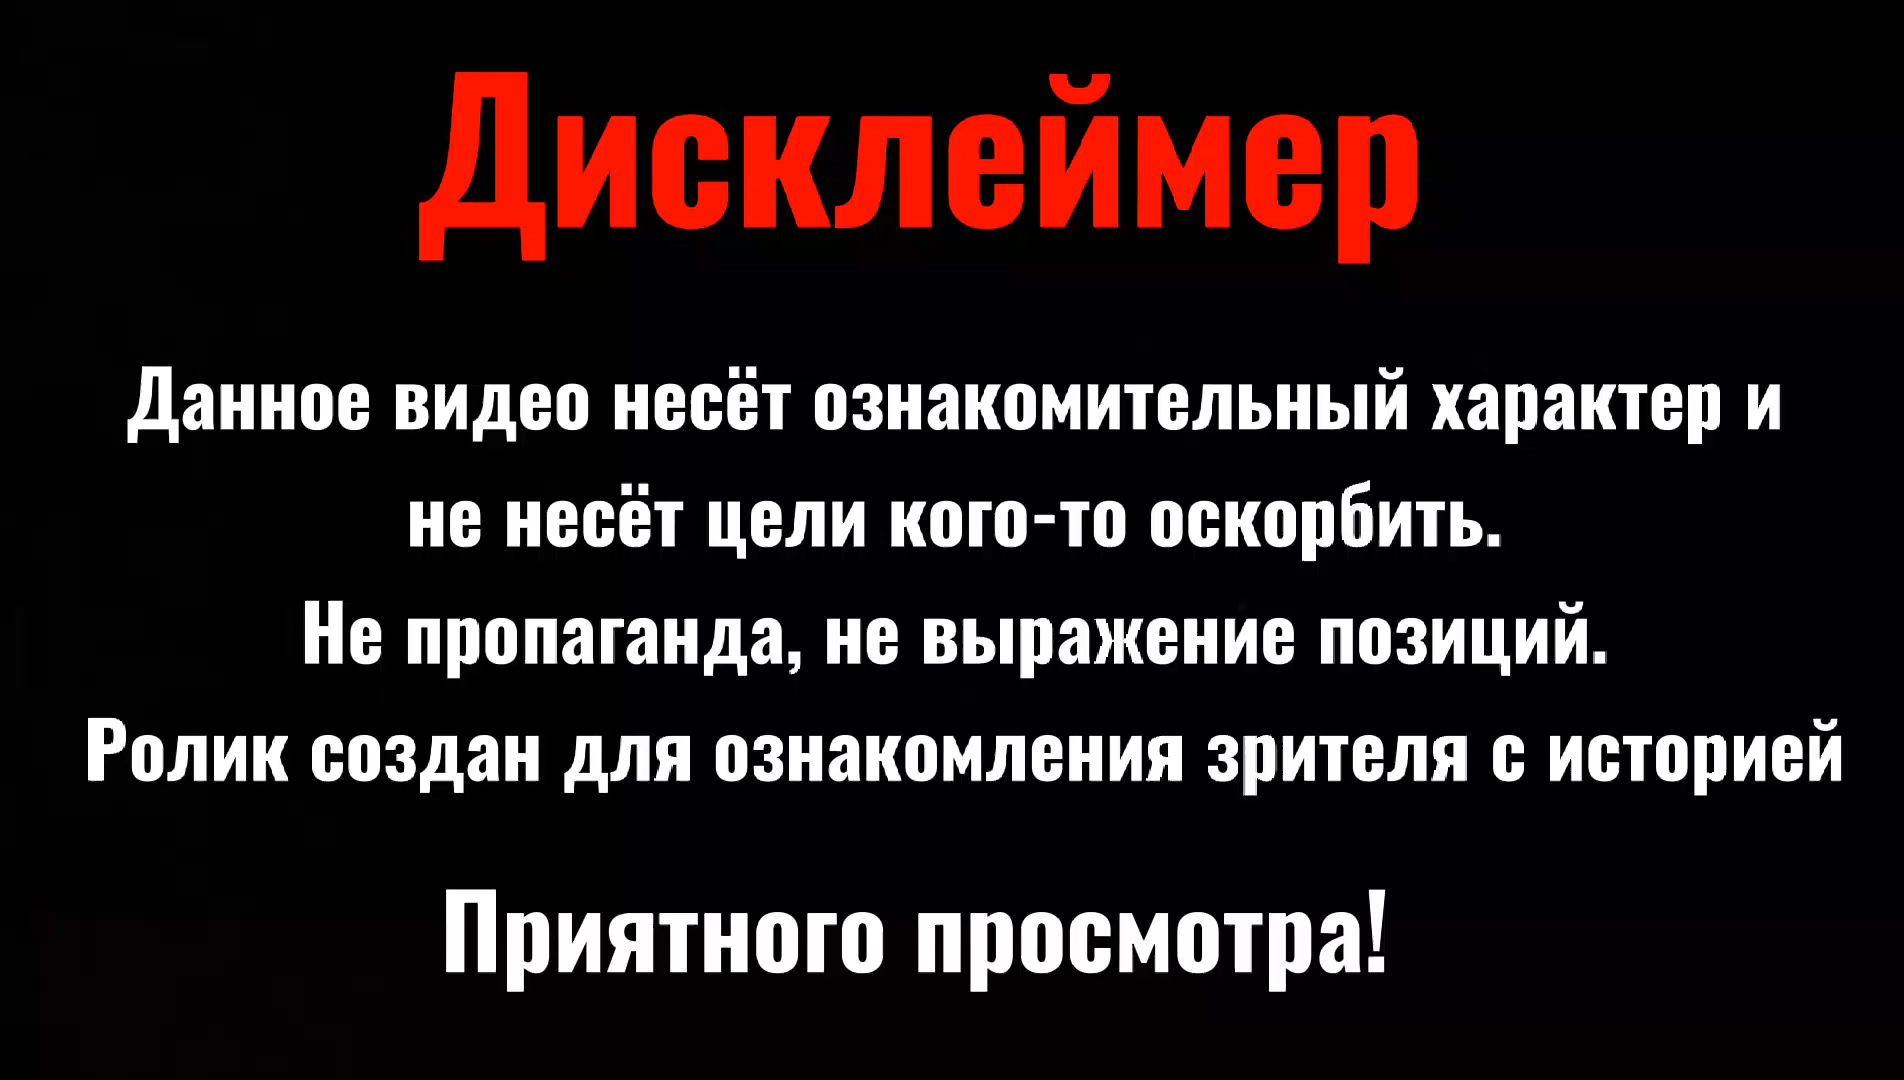 Дисклеймер
Данное видео несёт ознакомительный характер и
не несёт цели кого-то оскорбить.
Не пропаганда, не выражение позиций.
Ролик создан для ознакомления зрителя с историей
Приятного просмотра!